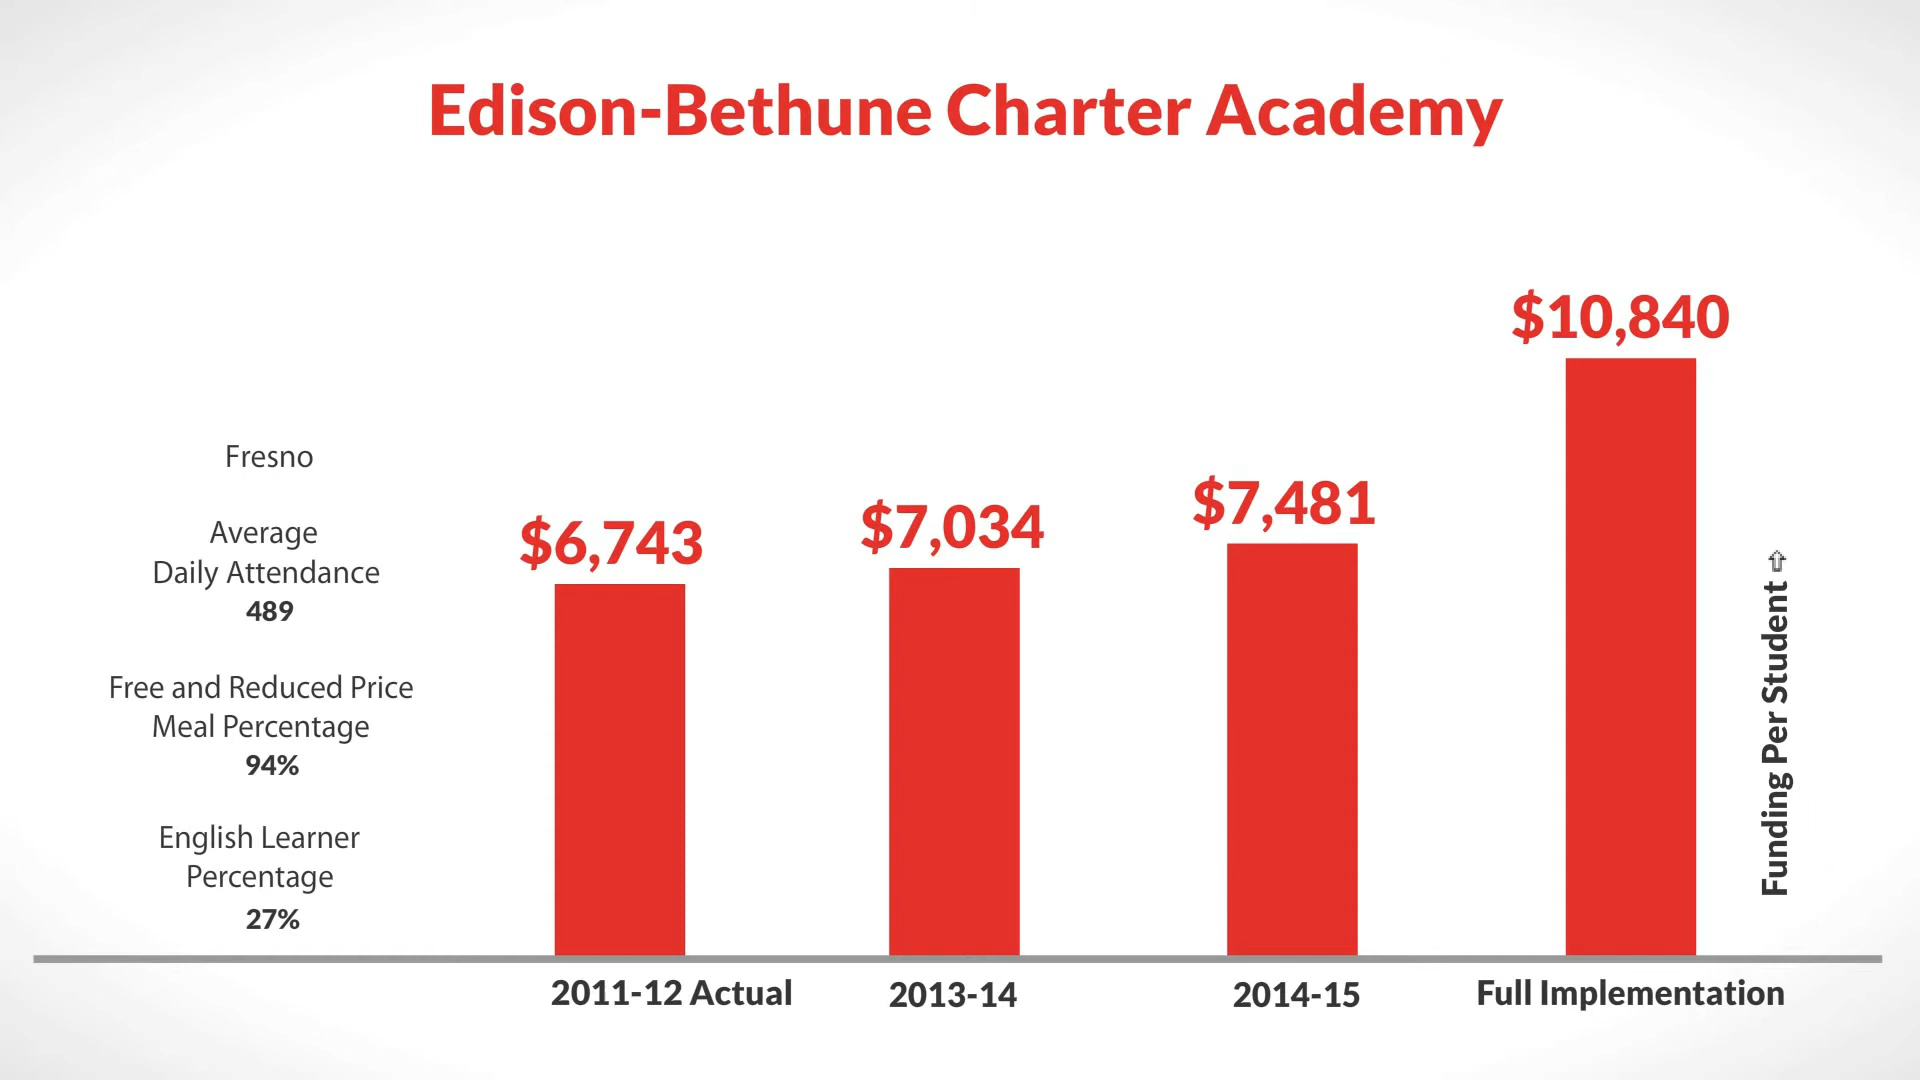 Edison-Bethune Charter Academy
Fresno
Average
Daily Attendance
489
Free and Reduced Price
Meal Percentage
94%
English Learner
Percentage
27%
$6,743
$7,034
$7,481
$10,840
2011-12 Actual
2013-14
2014-15
Full Implementation
Funding Per Student ⇧